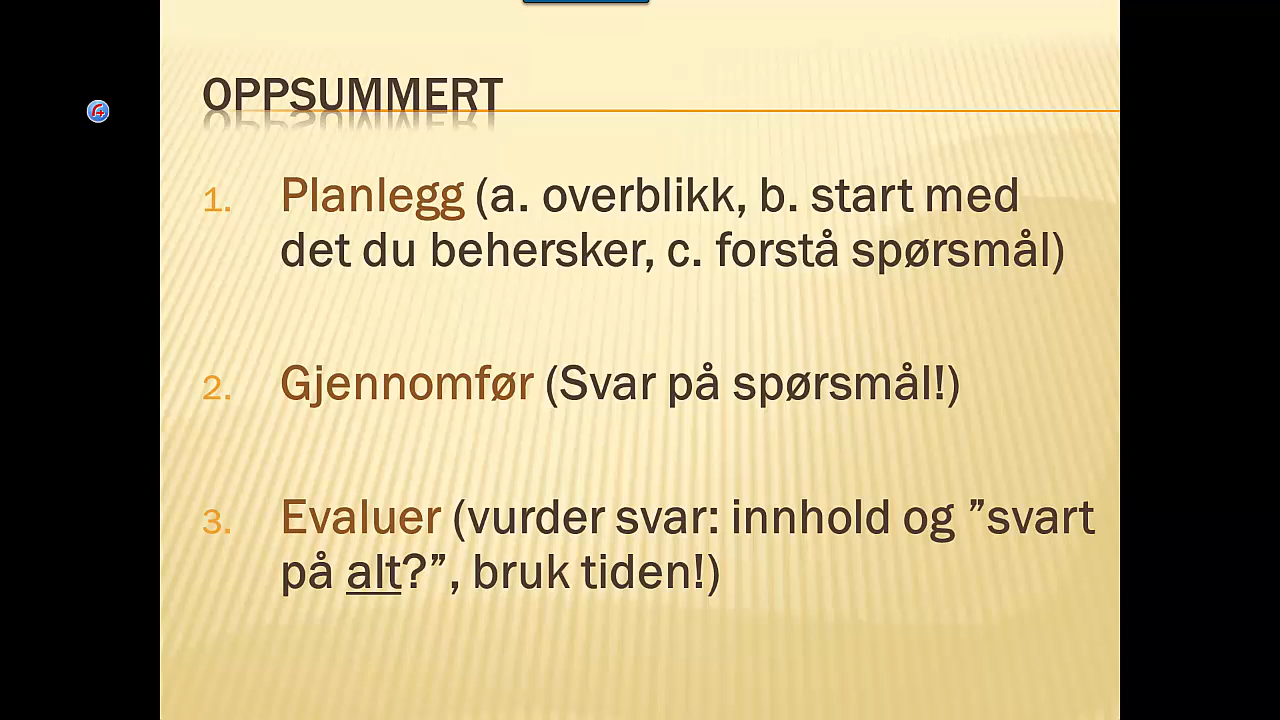 OPPSUMMERT
1. Planlegg (a. overblikk, b. start med
det du behersker, c. forstå spørsmål)
2. Gjennomfør (Svar på spørsmål!)
3. Evaluer (vurder svar: innhold og ”svart
på alt?”, bruk tiden!)